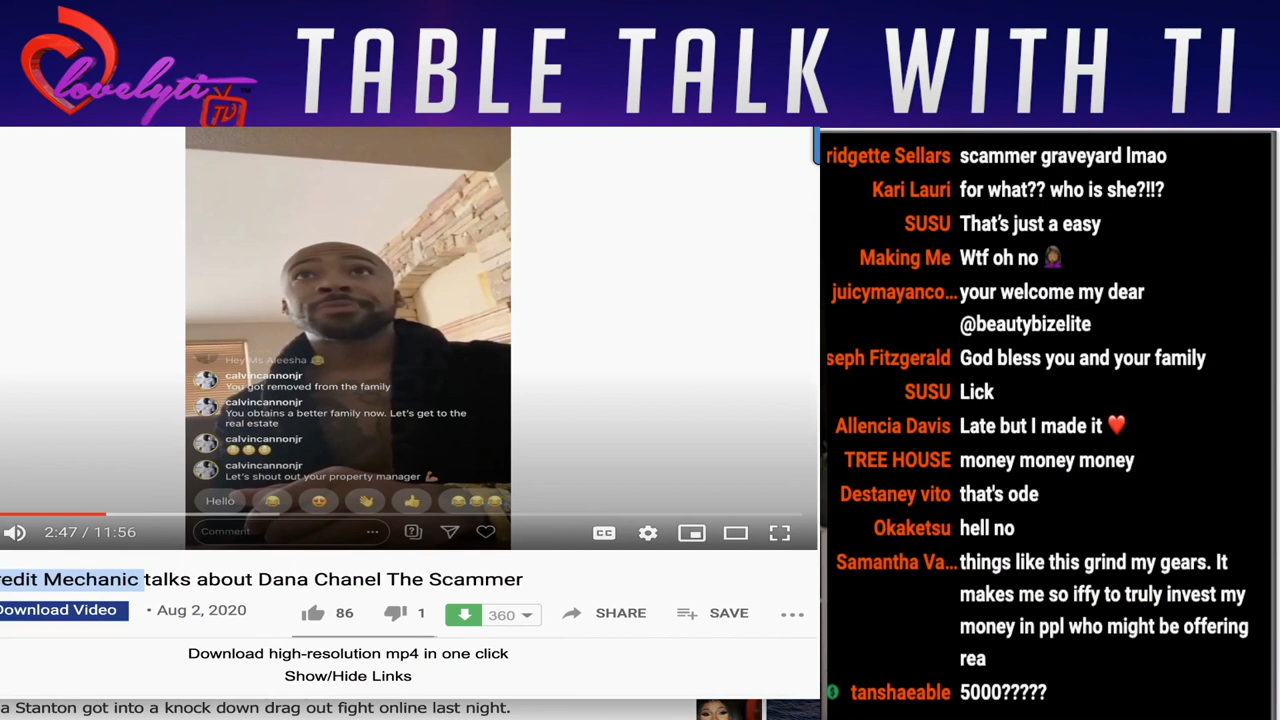 lovelyti TV
TABLE TALK WITH TI
Hey Ms Aleesha 😂
calvincannonjr
You got removed from the family
calvincannonjr
You obtains a better family now. Let's get to the
real estate
calvincannonjr
😳😳😳
calvincannonjr
Let's shout out your property manager 💪🏽
Hello 😂 😍 👋 👍 😂😂😂
Comment
2:47 / 11:56
CC
redit Mechanic talks about Dana Chanel The Scammer
Download Video • Aug 2, 2020 86 1 360 SHARE SAVE
Download high-resolution mp4 in one click
Show/Hide Links
a Stanton got into a knock down drag out fight online last night.
ridgette Sellars scammer graveyard lmao
Kari Lauri for what?? who is she?!!?
SUSU That's just a easy
Making Me Wtf oh no 🤦🏾‍♀️
juicymayanco... your welcome my dear
@beautybizelite
seph Fitzgerald God bless you and your family
SUSU Lick
Allencia Davis Late but I made it ❤️
TREE HOUSE money money money
Destaney vito that's ode
Okaketsu hell no
Samantha Va... things like this grind my gears. It
makes me so iffy to truly invest my
money in ppl who might be offering
rea
tanshaeable 5000?????